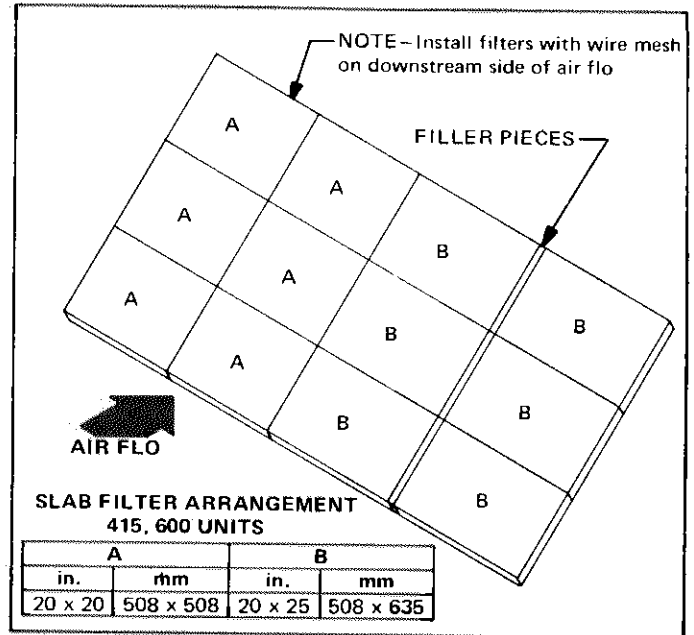 NOTE–Install filters with wire mesh
on downstream side of air flo
FILLER PIECES
A
A
A
B
A
B
A
B
A
B
B
B
AIR FLO
SLAB FILTER ARRANGEMENT
415, 600 UNITS
A B
in. mm in. mm
20 x 20 508 x 508 20 x 25 508 x 635